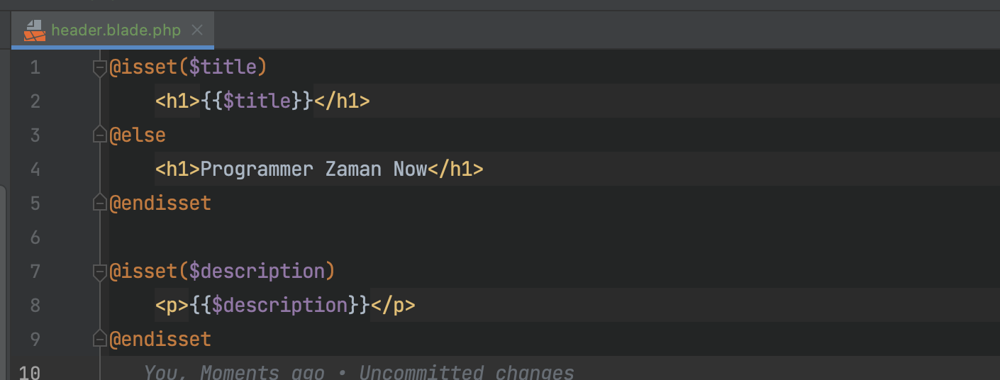 header.blade.php
1 @isset($title)
2     <h1>{{$title}}</h1>
3 @else
4     <h1>Programmer Zaman Now</h1>
5 @endisset
6
7 @isset($description)
8     <p>{{$description}}</p>
9 @endisset
10    You, Moments ago • Uncommitted changes